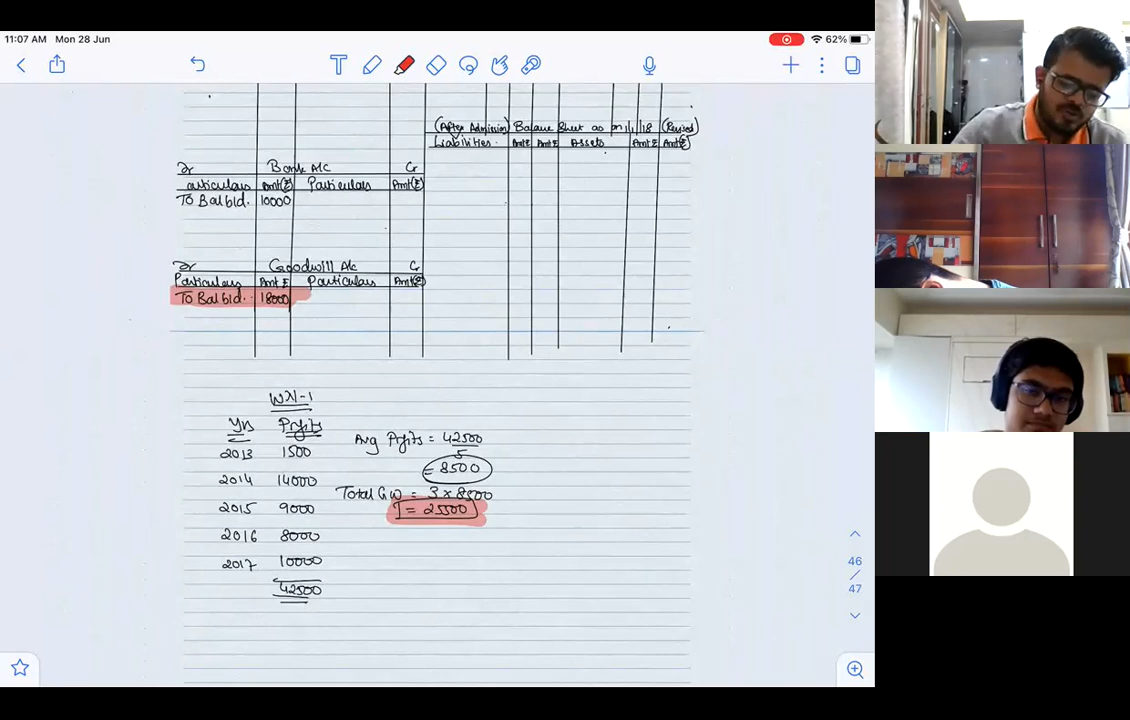 11:07 AM Mon 28 Jun
62%
(After Admission) Balance Sheet as on 1/1/18 (Revised)
Liabilities. Amt ₹ Amt ₹ Assets Amt ₹ Amt ₹
Dr Bank A/c Cr
Particulars Amt(₹) Particulars Amt(₹)
To Bal b/d. 10000
Dr Goodwill A/c Cr
Particulars Amt ₹ Particulars Amt(₹)
To Bal b/d. 18000
WN-1
Yrs Profits
2013 1500
2014 14000
2015 9000
2016 8000
2017 10000
42500
Avg Profits = 42500
5
= 8500
Total GW = 3 x 8500
= 25500
46
/
47